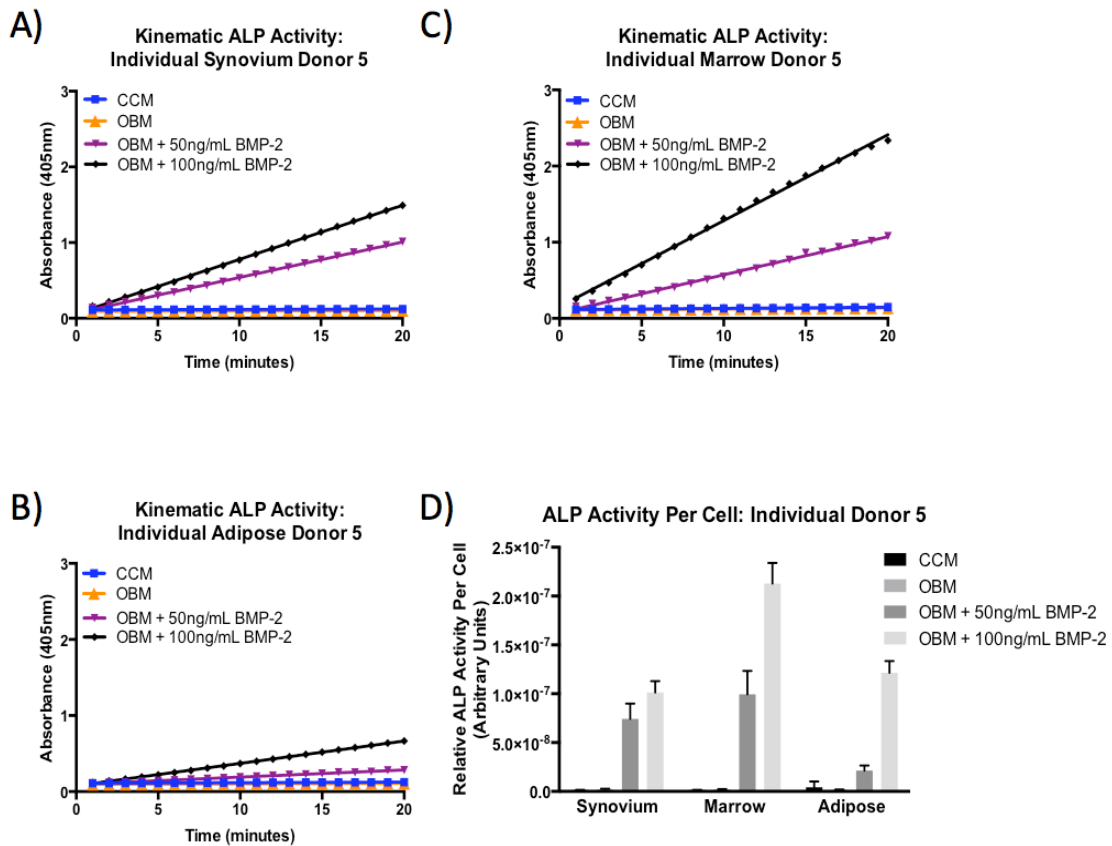 A)
Kinematic ALP Activity:
Individual Synovium Donor 5
CCM
OBM
OBM + 50ng/mL BMP-2
OBM + 100ng/mL BMP-2
Absorbance (405nm)
3
2
1
0
0 5 10 15 20
Time (minutes)
C)
Kinematic ALP Activity:
Individual Marrow Donor 5
CCM
OBM
OBM + 50ng/mL BMP-2
OBM + 100ng/mL BMP-2
Absorbance (405nm)
3
2
1
0
0 5 10 15 20
Time (minutes)
B)
Kinematic ALP Activity:
Individual Adipose Donor 5
CCM
OBM
OBM + 50ng/mL BMP-2
OBM + 100ng/mL BMP-2
Absorbance (405nm)
3
2
1
0
0 5 10 15 20
Time (minutes)
D)
ALP Activity Per Cell: Individual Donor 5
Relative ALP Activity Per Cell
(Arbitrary Units)
2.5×10⁻⁷
2.0×10⁻⁷
1.5×10⁻⁷
1.0×10⁻⁷
5.0×10⁻⁸
0.0
Synovium Marrow Adipose
CCM
OBM
OBM + 50ng/mL BMP-2
OBM + 100ng/mL BMP-2